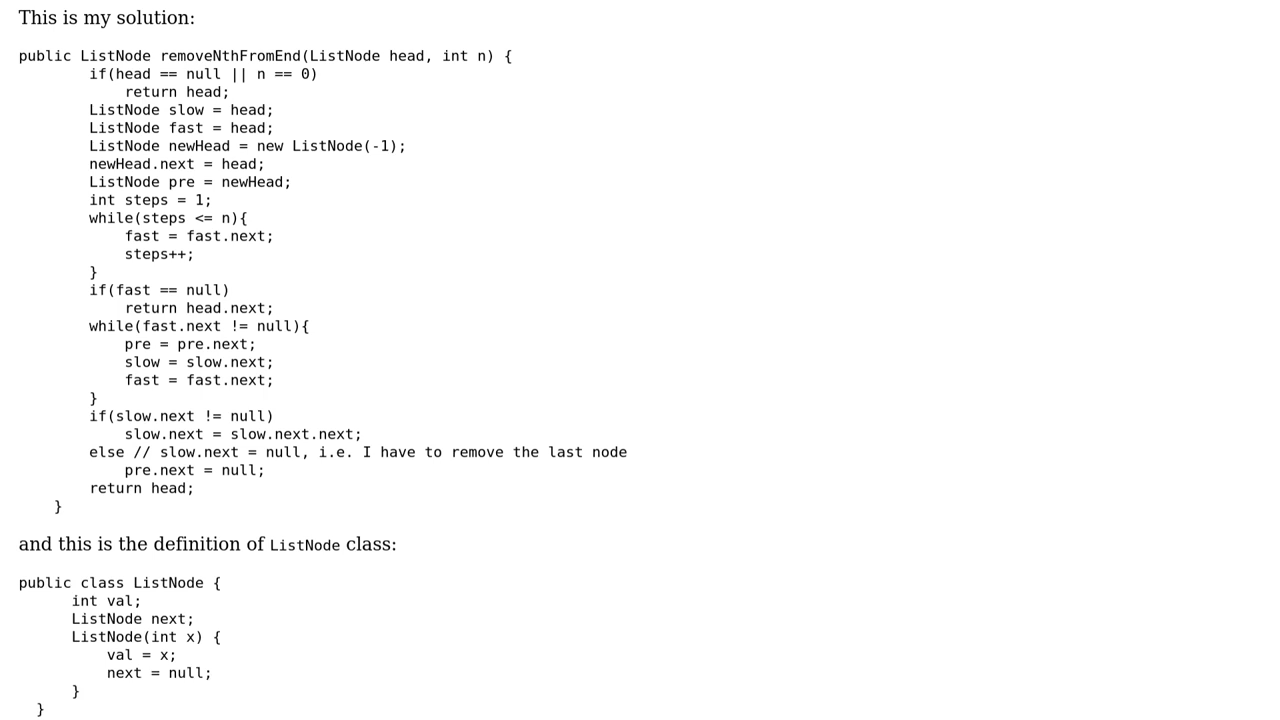 This is my solution:
public ListNode removeNthFromEnd(ListNode head, int n) {
        if(head == null || n == 0)
            return head;
        ListNode slow = head;
        ListNode fast = head;
        ListNode newHead = new ListNode(-1);
        newHead.next = head;
        ListNode pre = newHead;
        int steps = 1;
        while(steps <= n){
            fast = fast.next;
            steps++;
        }
        if(fast == null)
            return head.next;
        while(fast.next != null){
            pre = pre.next;
            slow = slow.next;
            fast = fast.next;
        }
        if(slow.next != null)
            slow.next = slow.next.next;
        else // slow.next = null, i.e. I have to remove the last node
            pre.next = null;
        return head;
    }
and this is the definition of ListNode class:
public class ListNode {
      int val;
      ListNode next;
      ListNode(int x) {
          val = x;
          next = null;
      }
  }